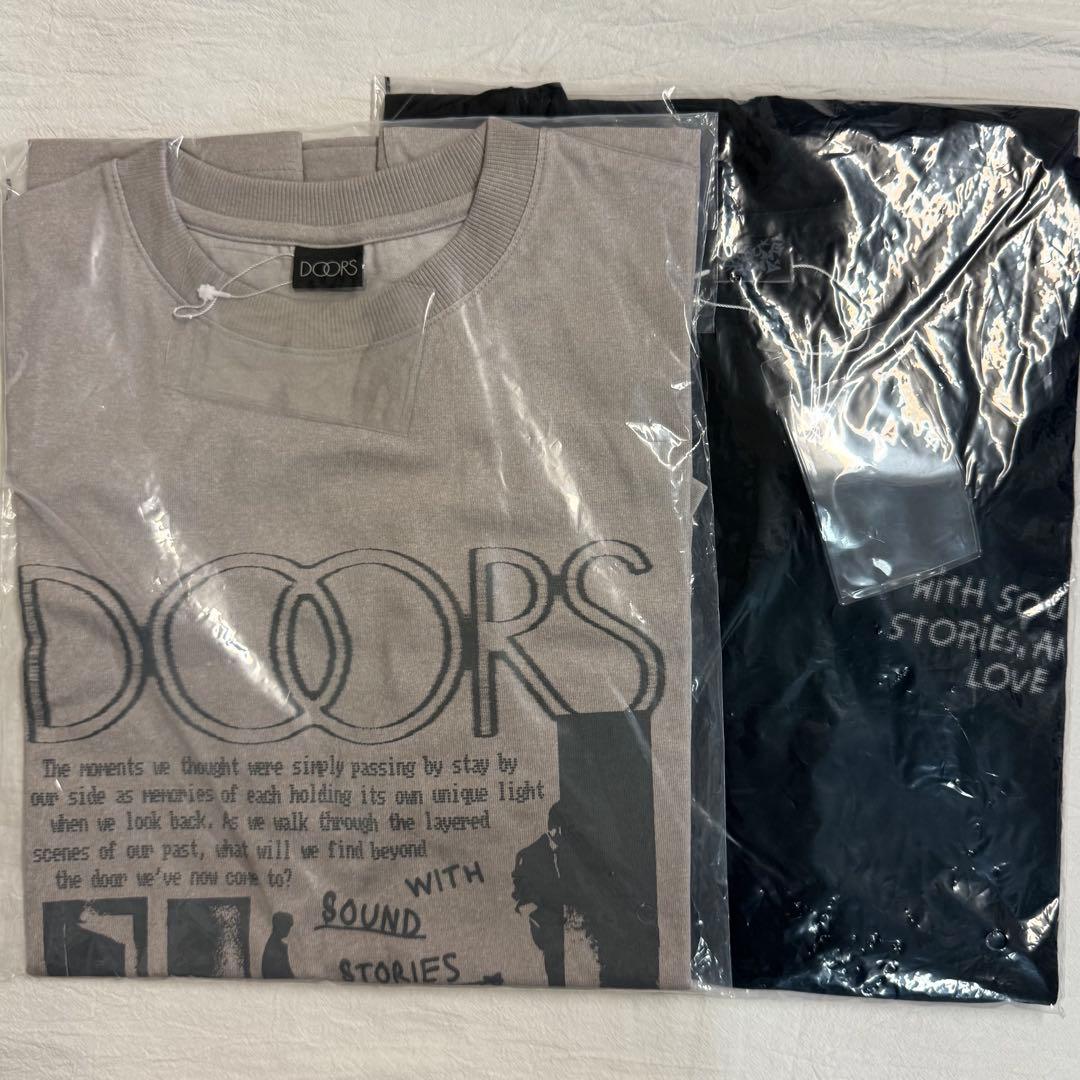 DOORS
DOORS
The moments we thought were simply passing by stay by
our side as memories of each holding its own unique light
when we look back. As we walk through the layered
scenes of our past, what will we find beyond
the door we've now come to?
WITH
SOUND
STORIES
WITH SOU
STORIES, AN
LOVE